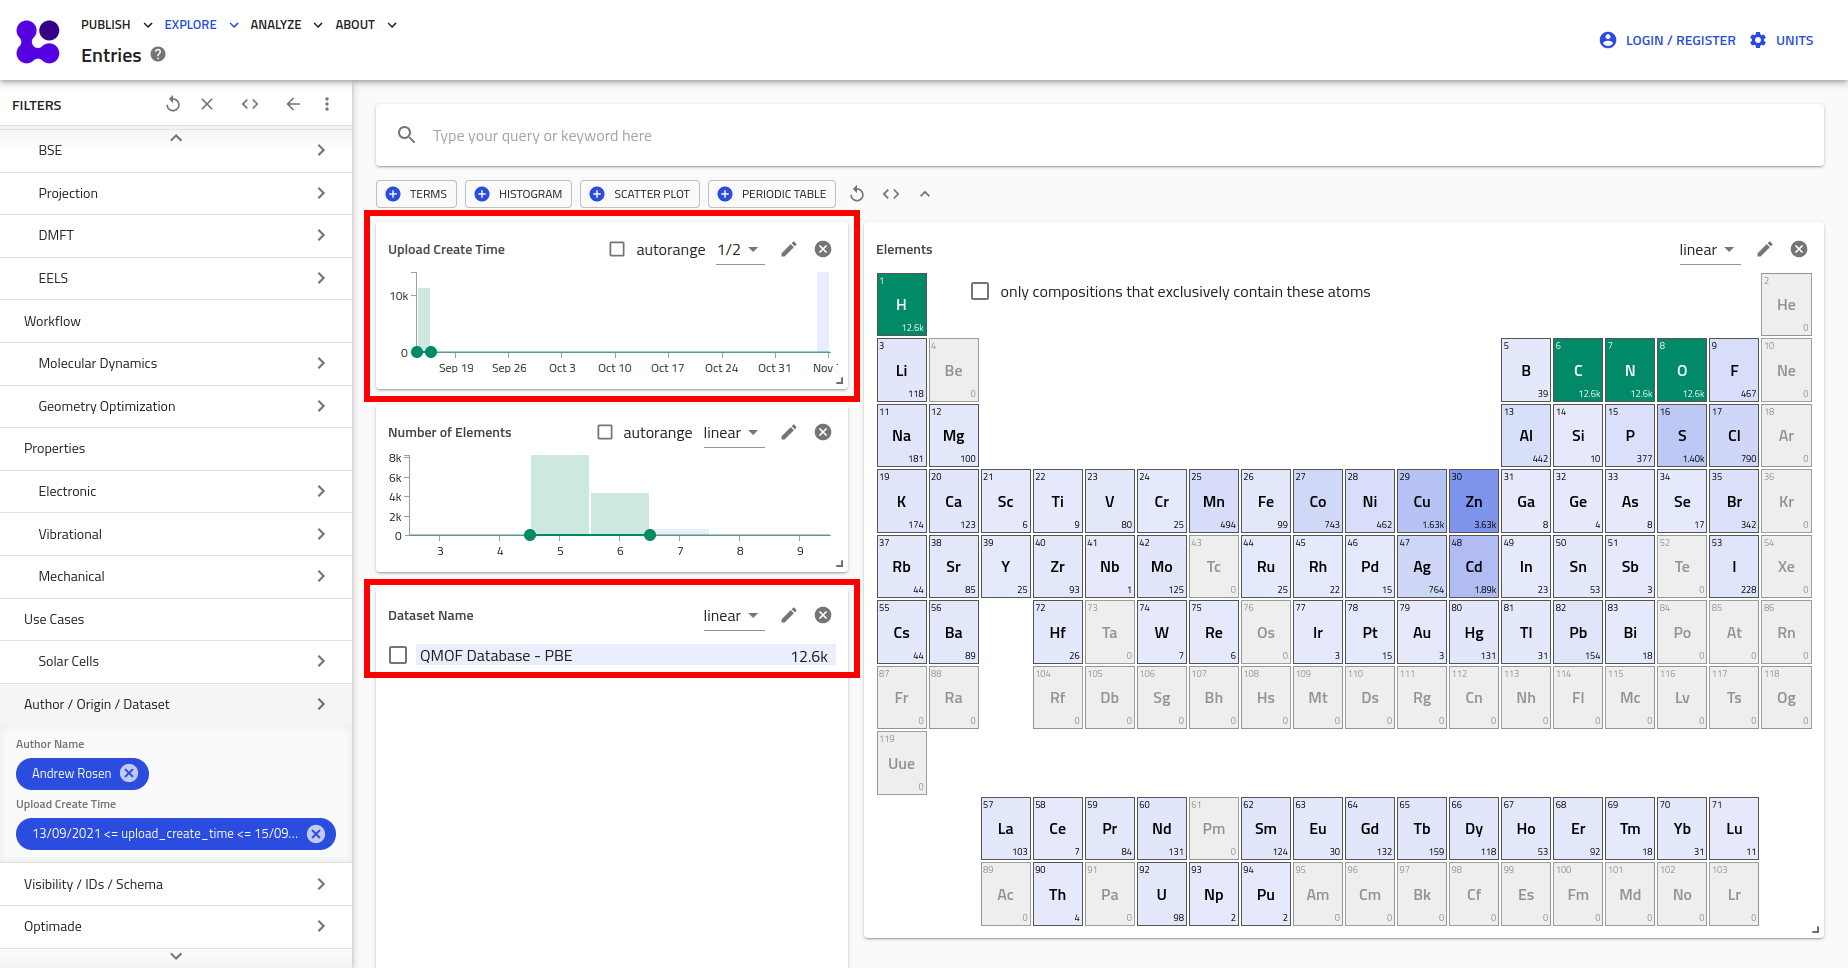 PUBLISH EXPLORE ANALYZE ABOUT
Entries ?
LOGIN / REGISTER UNITS
FILTERS
BSE
Projection
DMFT
EELS
Workflow
Molecular Dynamics
Geometry Optimization
Properties
Electronic
Vibrational
Mechanical
Use Cases
Solar Cells
Author / Origin / Dataset
Author Name
Andrew Rosen
Upload Create Time
13/09/2021 <= upload_create_time <= 15/09...
Visibility / IDs / Schema
Optimade
Type your query or keyword here
TERMS HISTOGRAM SCATTER PLOT PERIODIC TABLE
Upload Create Time autorange 1/2
10k
0
Sep 19 Sep 26 Oct 3 Oct 10 Oct 17 Oct 24 Oct 31 Nov
Number of Elements autorange linear
8k
6k
4k
2k
0
3 4 5 6 7 8 9
Dataset Name linear
QMOF Database - PBE 12.6k
Elements linear
only compositions that exclusively contain these atoms
1 H 12.6k 2 He 0
3 Li 118 4 Be 0 5 B 39 6 C 12.6k 7 N 12.6k 8 O 12.6k 9 F 467 10 Ne 0
11 Na 181 12 Mg 100 13 Al 442 14 Si 10 15 P 377 16 S 1.40k 17 Cl 790 18 Ar 0
19 K 174 20 Ca 123 21 Sc 6 22 Ti 9 23 V 80 24 Cr 25 25 Mn 494 26 Fe 99 27 Co 743 28 Ni 462 29 Cu 1.63k 30 Zn 3.63k 31 Ga 8 32 Ge 4 33 As 8 34 Se 17 35 Br 342 36 Kr 0
37 Rb 44 38 Sr 85 39 Y 25 40 Zr 93 41 Nb 1 42 Mo 125 43 Tc 0 44 Ru 25 45 Rh 22 46 Pd 15 47 Ag 764 48 Cd 1.89k 49 In 23 50 Sn 53 51 Sb 3 52 Te 0 53 I 228 54 Xe 0
55 Cs 44 56 Ba 89 72 Hf 26 73 Ta 0 74 W 7 75 Re 6 76 Os 0 77 Ir 3 78 Pt 15 79 Au 3 80 Hg 131 81 Tl 31 82 Pb 154 83 Bi 18 84 Po 0 85 At 0 86 Rn 0
87 Fr 0 88 Ra 0 104 Rf 0 105 Db 0 106 Sg 0 107 Bh 0 108 Hs 0 109 Mt 0 110 Ds 0 111 Rg 0 112 Cn 0 113 Nh 0 114 Fl 0 115 Mc 0 116 Lv 0 117 Ts 0 118 Og 0
119 Uue 0
57 La 103 58 Ce 7 59 Pr 84 60 Nd 131 61 Pm 0 62 Sm 124 63 Eu 30 64 Gd 132 65 Tb 159 66 Dy 118 67 Ho 53 68 Er 92 69 Tm 18 70 Yb 31 71 Lu 11
89 Ac 0 90 Th 4 91 Pa 0 92 U 98 93 Np 2 94 Pu 2 95 Am 0 96 Cm 0 97 Bk 0 98 Cf 0 99 Es 0 100 Fm 0 101 Md 0 102 No 0 103 Lr 0